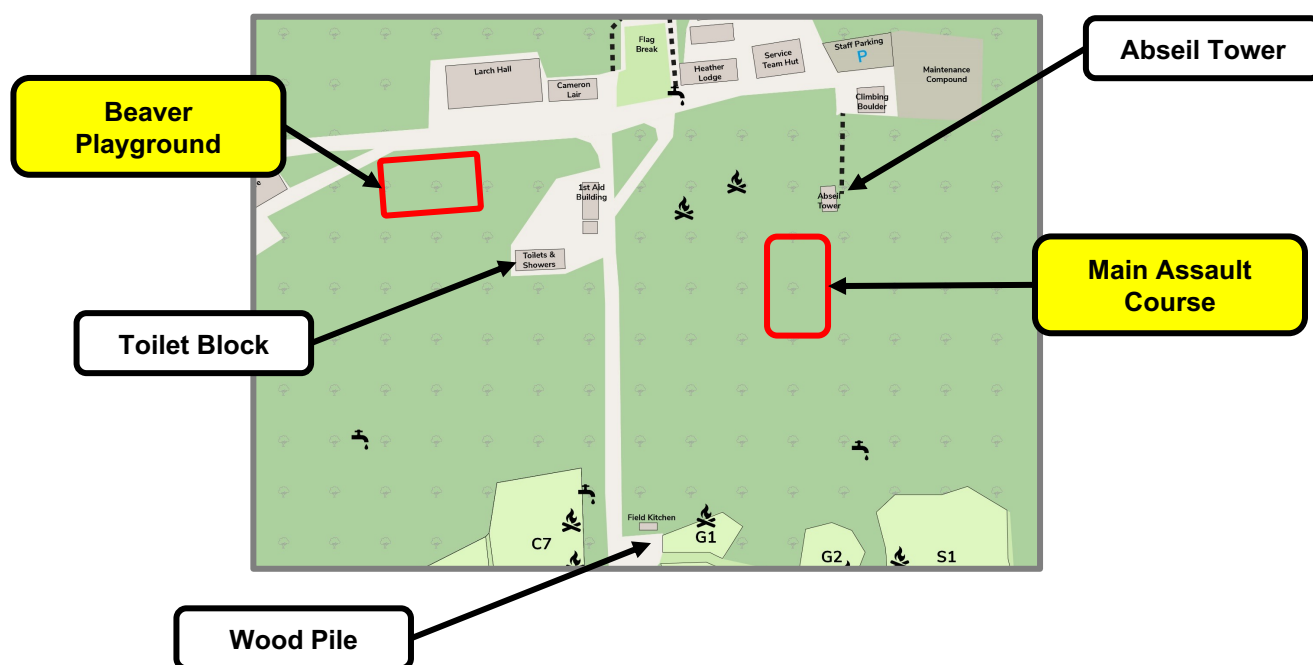 Flag
Break
Staff Parking
P
Abseil Tower
Larch Hall
Cameron
Lair
Heather
Lodge
Service
Team Hut
Maintenance
Compound
Climbing
Boulder
Beaver
Playground
1st Aid
Building
Abseil
Tower
Toilets &
Showers
Main Assault
Course
Toilet Block
Field Kitchen
C7
G1
G2
S1
Wood Pile